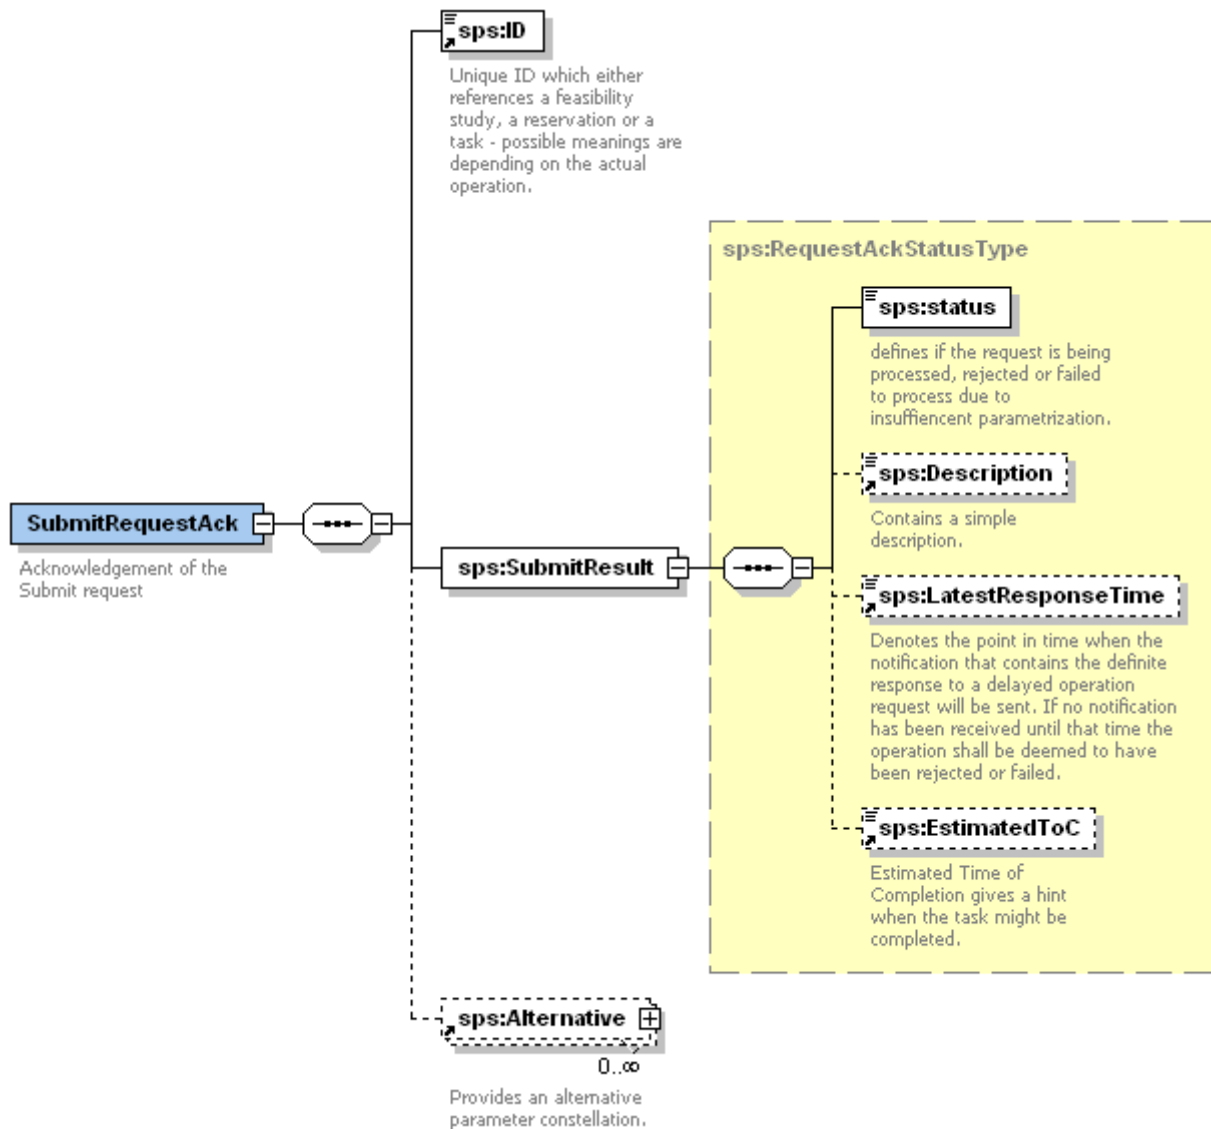 sps:ID
Unique ID which either
references a feasibility
study, a reservation or a
task - possible meanings are
depending on the actual
operation.
sps:RequestAckStatusType
sps:status
defines if the request is being
processed, rejected or failed
to process due to
insuffiencent parametrization.
sps:Description
Contains a simple
description.
SubmitRequestAck
Acknowledgement of the
Submit request
sps:SubmitResult
sps:LatestResponseTime
Denotes the point in time when the
notification that contains the definite
response to a delayed operation
request will be sent. If no notification
has been received until that time the
operation shall be deemed to have
been rejected or failed.
sps:EstimatedToC
Estimated Time of
Completion gives a hint
when the task might be
completed.
sps:Alternative
0..∞
Provides an alternative
parameter constellation.